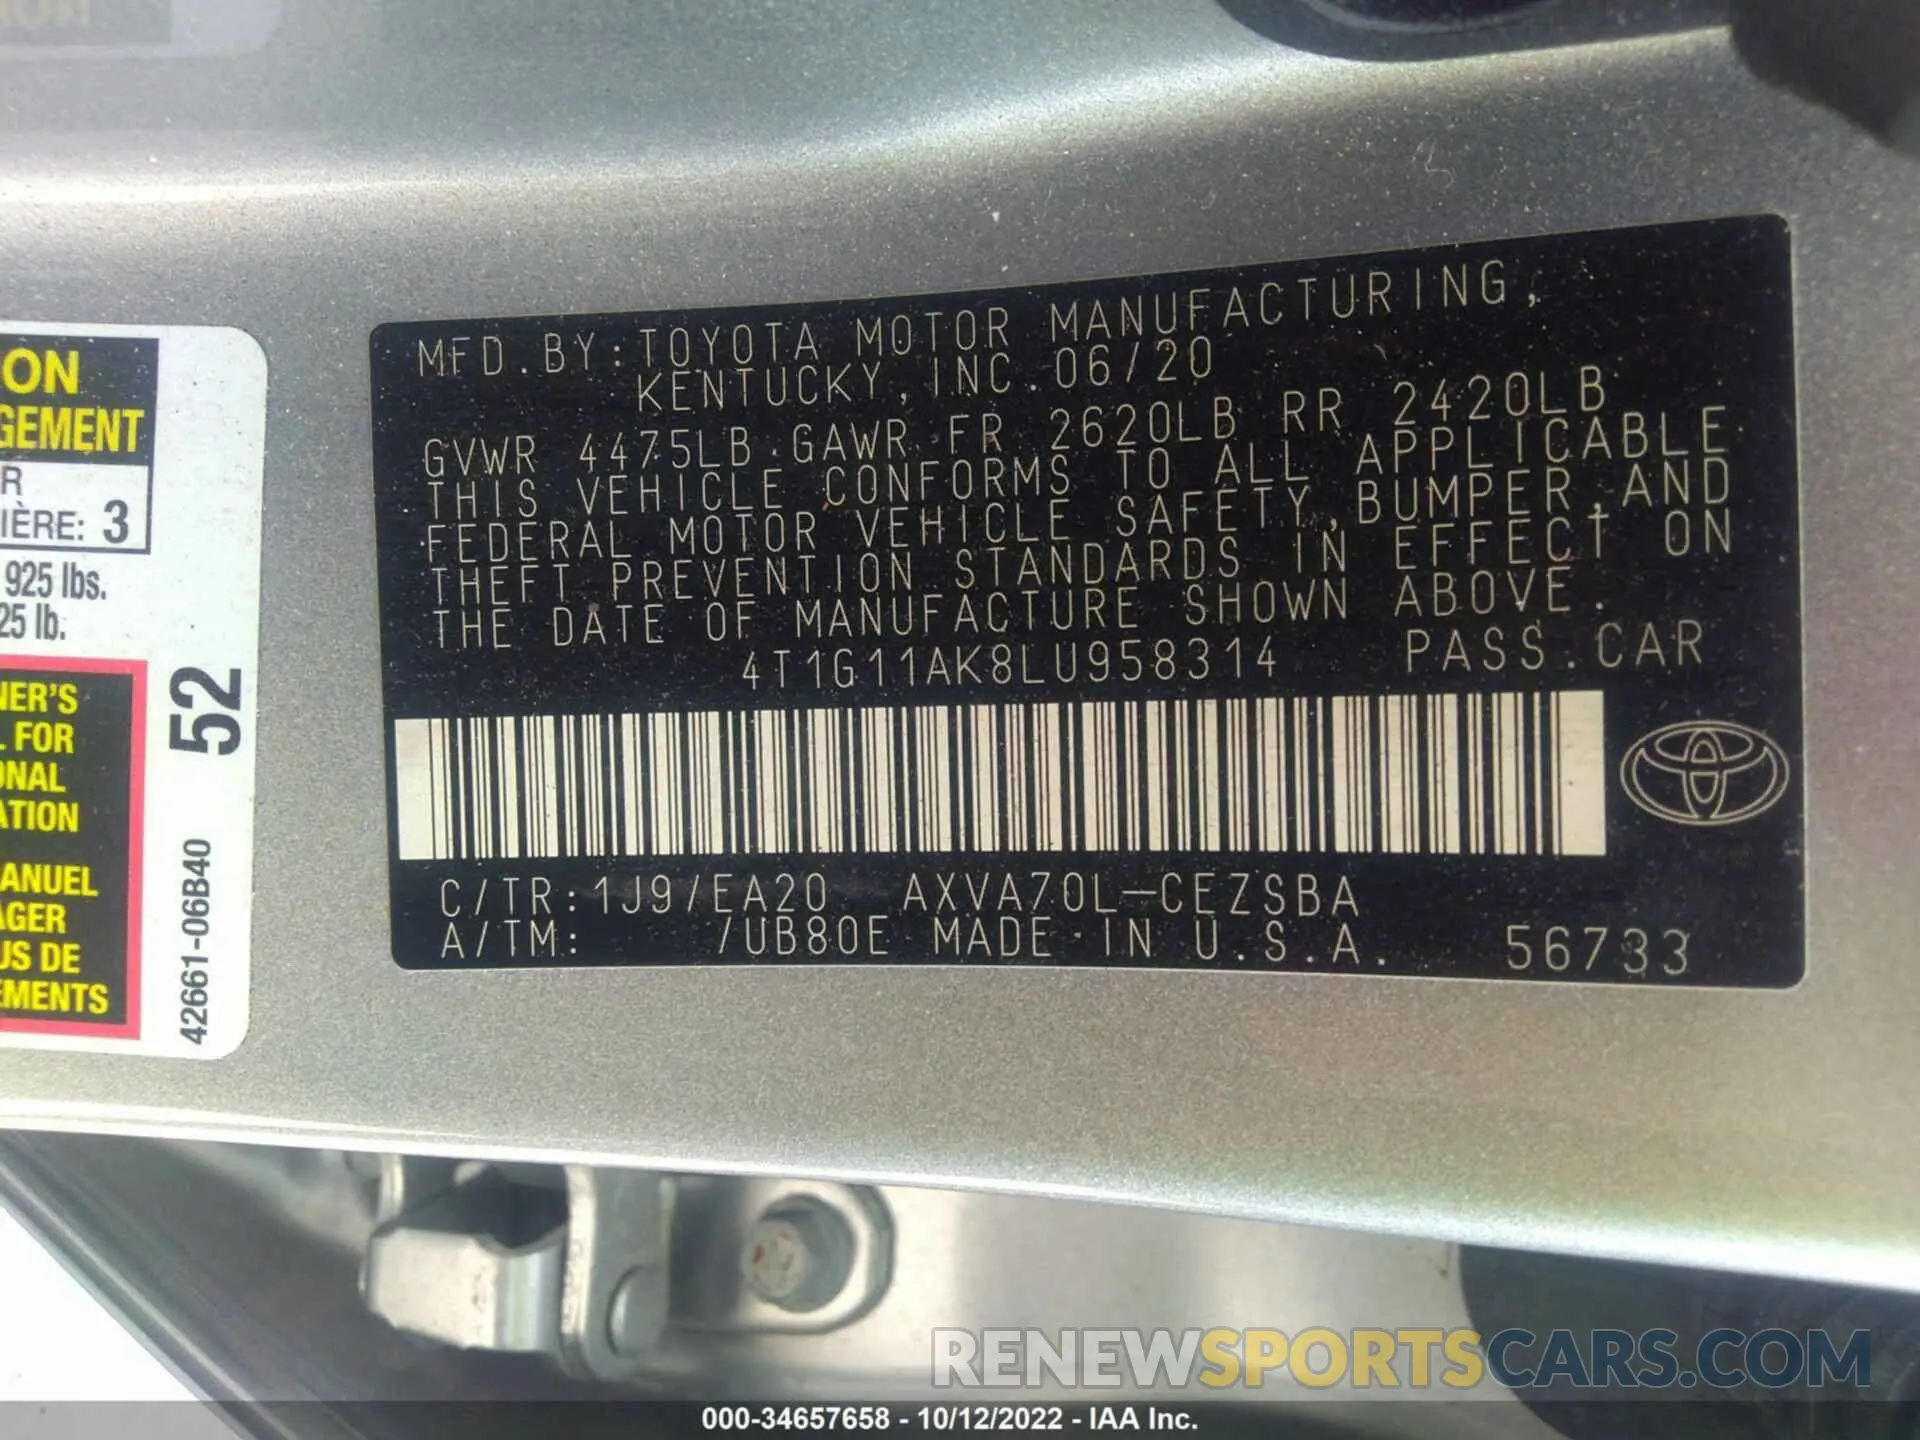 ON
GEMENT
R
IÈRE: 3
925 lbs.
25 lb.
NER'S
FOR
ONAL
ATION
ANUEL
AGER
US DE
EMENTS
52
42661-06B40
MFD.BY:TOYOTA MOTOR MANUFACTURING,
KENTUCKY,INC.06/20
GVWR 4475LB GAWR FR 2620LB RR 2420LB
THIS VEHICLE CONFORMS TO ALL APPLICABLE
FEDERAL MOTOR VEHICLE SAFETY,BUMPER,AND
THEFT PREVENTION STANDARDS IN EFFECT ON
THE DATE OF MANUFACTURE SHOWN ABOVE.
4T1G11AK8LU958314 PASS.CAR
C/TR:1J9/EA20 AXVA70L-CEZSBA
A/TM: /UB80E MADE IN U.S.A. 56733
RENEWSPORTSCARS.COM
000-34657658 - 10/12/2022 - IAA Inc.